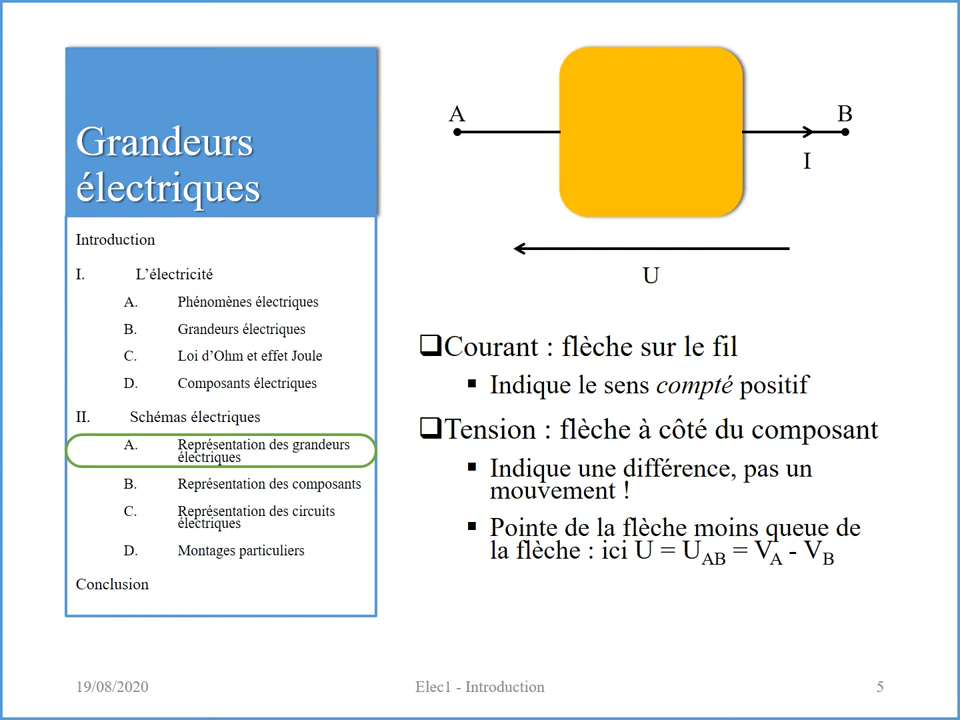 Grandeurs
électriques
Introduction
I. L’électricité
A. Phénomènes électriques
B. Grandeurs électriques
C. Loi d’Ohm et effet Joule
D. Composants électriques
II. Schémas électriques
A. Représentation des grandeurs
électriques
B. Représentation des composants
C. Représentation des circuits
électriques
D. Montages particuliers
Conclusion
A
B
I
U
Courant : flèche sur le fil
Indique le sens compté positif
Tension : flèche à côté du composant
Indique une différence, pas un
mouvement !
Pointe de la flèche moins queue de
la flèche : ici U = UAB = VA - VB
19/08/2020
Elec1 - Introduction
5